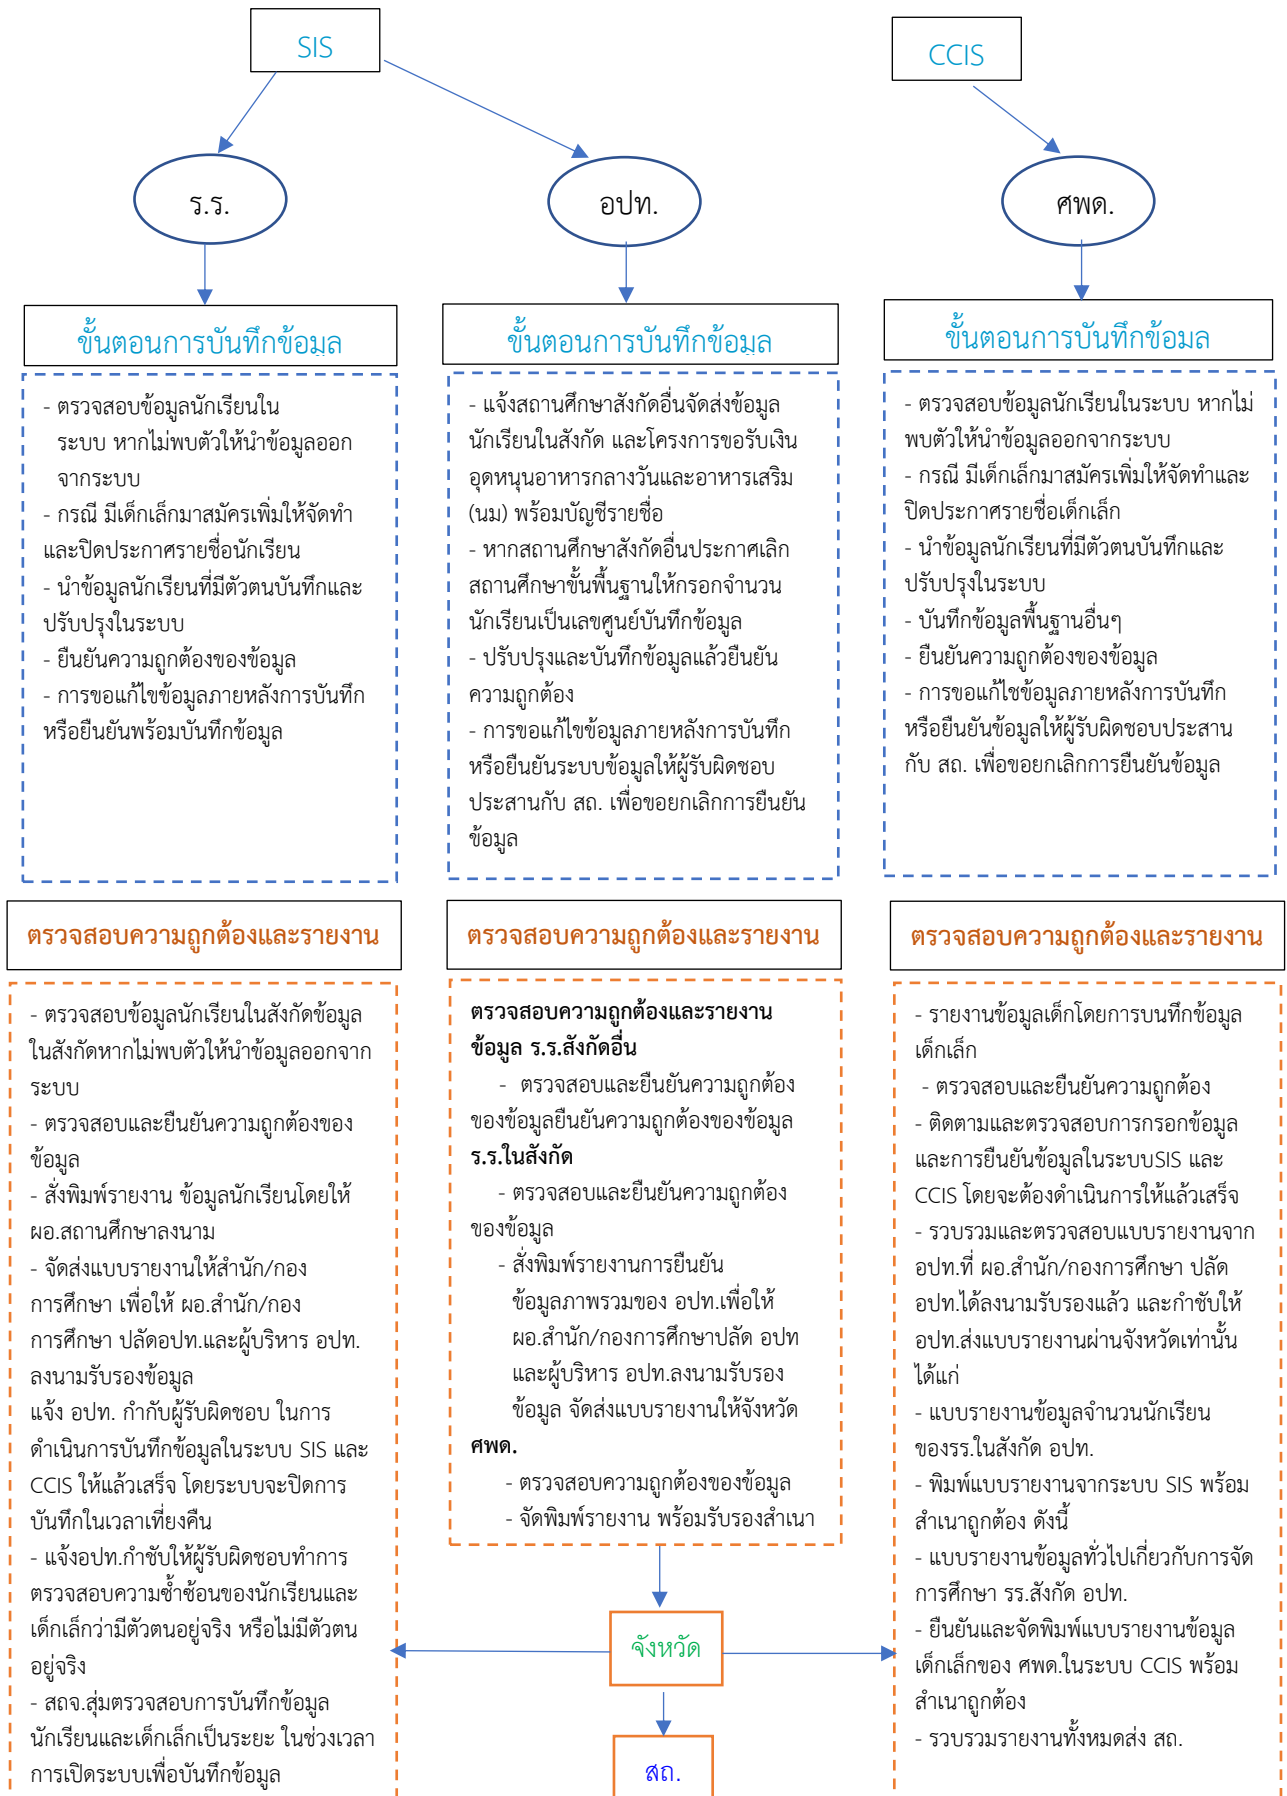 SIS
CCIS
ร.ร.
อปท.
ศพด.
ขั้นตอนการบันทึกข้อมูล
- ตรวจสอบข้อมูลนักเรียนใน
ระบบ หากไม่พบตัวให้นำข้อมูลออก
จากระบบ
- กรณี มีเด็กเล็กมาสมัครเพิ่มให้จัดทำ
และปิดประกาศรายชื่อนักเรียน
- นำข้อมูลนักเรียนที่มีตัวตนบันทึกและ
ปรับปรุงในระบบ
- ยืนยันความถูกต้องของข้อมูล
- การขอแก้ไขข้อมูลภายหลังการบันทึก
หรือยืนยันพร้อมบันทึกข้อมูล
ขั้นตอนการบันทึกข้อมูล
- แจ้งสถานศึกษาสังกัดอื่นจัดส่งข้อมูล
นักเรียนในสังกัด และโครงการขอรับเงิน
อุดหนุนอาหารกลางวันและอาหารเสริม
(นม) พร้อมบัญชีรายชื่อ
- หากสถานศึกษาสังกัดอื่นประกาศเลิก
สถานศึกษาขั้นพื้นฐานให้กรอกจำนวน
นักเรียนเป็นเลขศูนย์บันทึกข้อมูล
- ปรับปรุงและบันทึกข้อมูลแล้วยืนยัน
ความถูกต้อง
- การขอแก้ไขข้อมูลภายหลังการบันทึก
หรือยืนยันระบบข้อมูลให้ผู้รับผิดชอบ
ประสานกับ สถ. เพื่อขอยกเลิกการยืนยัน
ข้อมูล
ขั้นตอนการบันทึกข้อมูล
- ตรวจสอบข้อมูลนักเรียนในระบบ หากไม่
พบตัวให้นำข้อมูลออกจากระบบ
- กรณี มีเด็กเล็กมาสมัครเพิ่มให้จัดทำและ
ปิดประกาศรายชื่อเด็กเล็ก
- นำข้อมูลนักเรียนที่มีตัวตนบันทึกและ
ปรับปรุงในระบบ
- บันทึกข้อมูลพื้นฐานอื่นๆ
- ยืนยันความถูกต้องของข้อมูล
- การขอแก้ไชข้อมูลภายหลังการบันทึก
หรือยืนยันข้อมูลให้ผู้รับผิดชอบประสาน
กับ สถ. เพื่อขอยกเลิกการยืนยันข้อมูล
ตรวจสอบความถูกต้องและรายงาน
- ตรวจสอบข้อมูลนักเรียนในสังกัดข้อมูล
ในสังกัดหากไม่พบตัวให้นำข้อมูลออกจาก
ระบบ
- ตรวจสอบและยืนยันความถูกต้องของ
ข้อมูล
- สั่งพิมพ์รายงาน ข้อมูลนักเรียนโดยให้
ผอ.สถานศึกษาลงนาม
- จัดส่งแบบรายงานให้สำนัก/กอง
การศึกษา เพื่อให้ ผอ.สำนัก/กอง
การศึกษา ปลัดอปท.และผู้บริหาร อปท.
ลงนามรับรองข้อมูล
แจ้ง อปท. กำกับผู้รับผิดชอบ ในการ
ดำเนินการบันทึกข้อมูลในระบบ SIS และ
CCIS ให้แล้วเสร็จ โดยระบบจะปิดการ
บันทึกในเวลาเที่ยงคืน
- แจ้งอปท.กำชับให้ผู้รับผิดชอบทำการ
ตรวจสอบความซ้ำซ้อนของนักเรียนและ
เด็กเล็กว่ามีตัวตนอยู่จริง หรือไม่มีตัวตน
อยู่จริง
- สถจ.สุ่มตรวจสอบการบันทึกข้อมูล
นักเรียนและเด็กเล็กเป็นระยะ ในช่วงเวลา
การเปิดระบบเพื่อบันทึกข้อมูล
ตรวจสอบความถูกต้องและรายงาน
ตรวจสอบความถูกต้องและรายงาน
ข้อมูล ร.ร.สังกัดอื่น
- ตรวจสอบและยืนยันความถูกต้อง
ของข้อมูลยืนยันความถูกต้องของข้อมูล
ร.ร.ในสังกัด
- ตรวจสอบและยืนยันความถูกต้อง
ของข้อมูล
- สั่งพิมพ์รายงานการยืนยัน
ข้อมูลภาพรวมของ อปท.เพื่อให้
ผอ.สำนัก/กองการศึกษาปลัด อปท
และผู้บริหาร อปท.ลงนามรับรอง
ข้อมูล จัดส่งแบบรายงานให้จังหวัด
ศพด.
- ตรวจสอบความถูกต้องของข้อมูล
- จัดพิมพ์รายงาน พร้อมรับรองสำเนา
จังหวัด
สถ.
ตรวจสอบความถูกต้องและรายงาน
- รายงานข้อมูลเด็กโดยการบนทึกข้อมูล
เด็กเล็ก
- ตรวจสอบและยืนยันความถูกต้อง
- ติดตามและตรวจสอบการกรอกข้อมูล
และการยืนยันข้อมูลในระบบSIS และ
CCIS โดยจะต้องดำเนินการให้แล้วเสร็จ
- รวบรวมและตรวจสอบแบบรายงานจาก
อปท.ที่ ผอ.สำนัก/กองการศึกษา ปลัด
อปท.ได้ลงนามรับรองแล้ว และกำชับให้
อปท.ส่งแบบรายงานผ่านจังหวัดเท่านั้น
ได้แก่
- แบบรายงานข้อมูลจำนวนนักเรียน
ของรร.ในสังกัด อปท.
- พิมพ์แบบรายงานจากระบบ SIS พร้อม
สำเนาถูกต้อง ดังนี้
- แบบรายงานข้อมูลทั่วไปเกี่ยวกับการจัด
การศึกษา รร.สังกัด อปท.
- ยืนยันและจัดพิมพ์แบบรายงานข้อมูล
เด็กเล็กของ ศพด.ในระบบ CCIS พร้อม
สำเนาถูกต้อง
- รวบรวมรายงานทั้งหมดส่ง สถ.